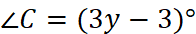 ∠C = (3y − 3)°